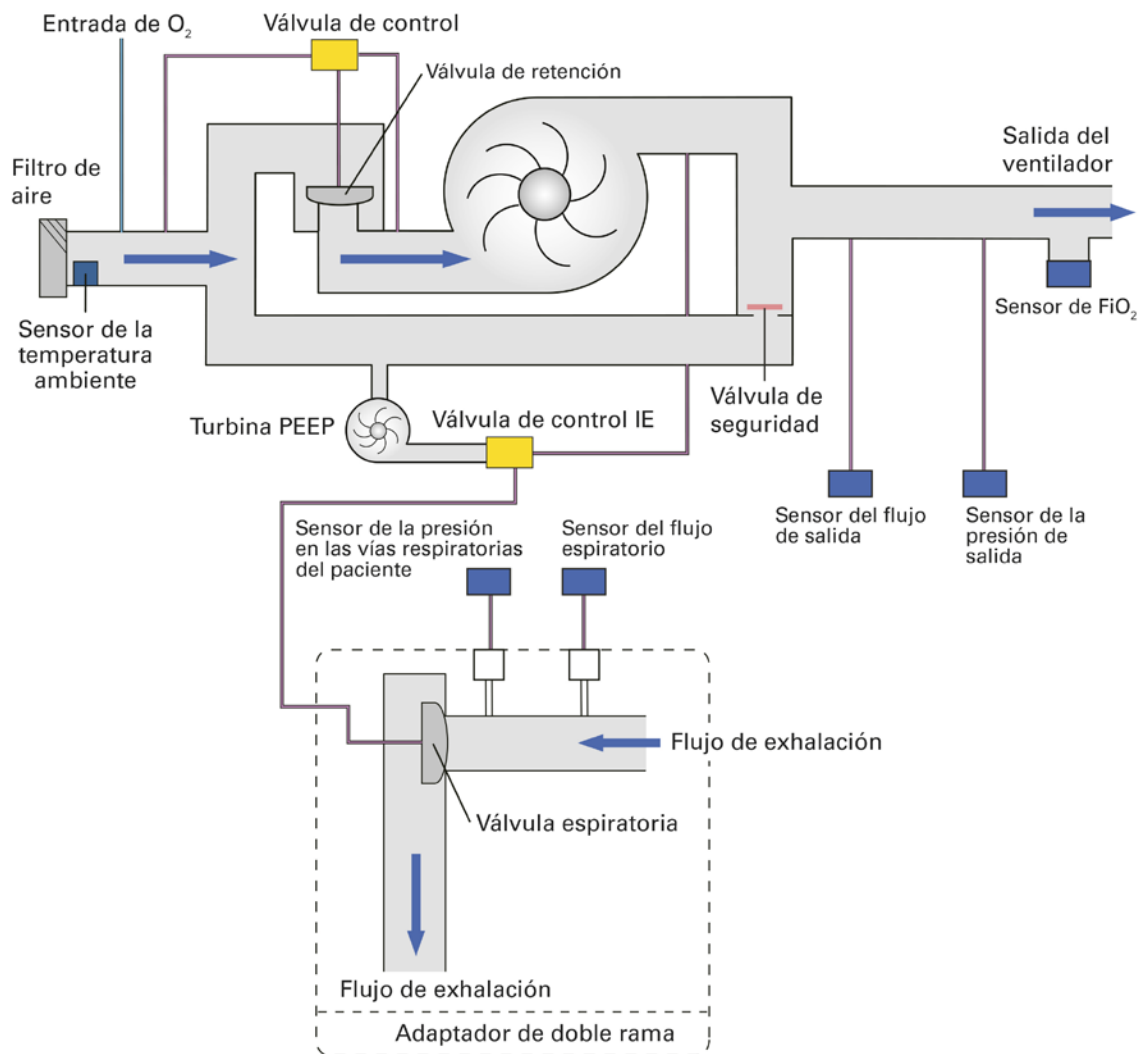 Entrada de O₂
Válvula de control
Válvula de retención
Filtro de
aire
Salida del
ventilador
Sensor de la
temperatura
ambiente
Sensor de FiO₂
Turbina PEEP
Válvula de control IE
Válvula de
seguridad
Sensor de la presión
en las vías respiratorias
del paciente
Sensor del flujo
espiratorio
Sensor del flujo
de salida
Sensor de la
presión de
salida
Flujo de exhalación
Válvula espiratoria
Flujo de exhalación
Adaptador de doble rama